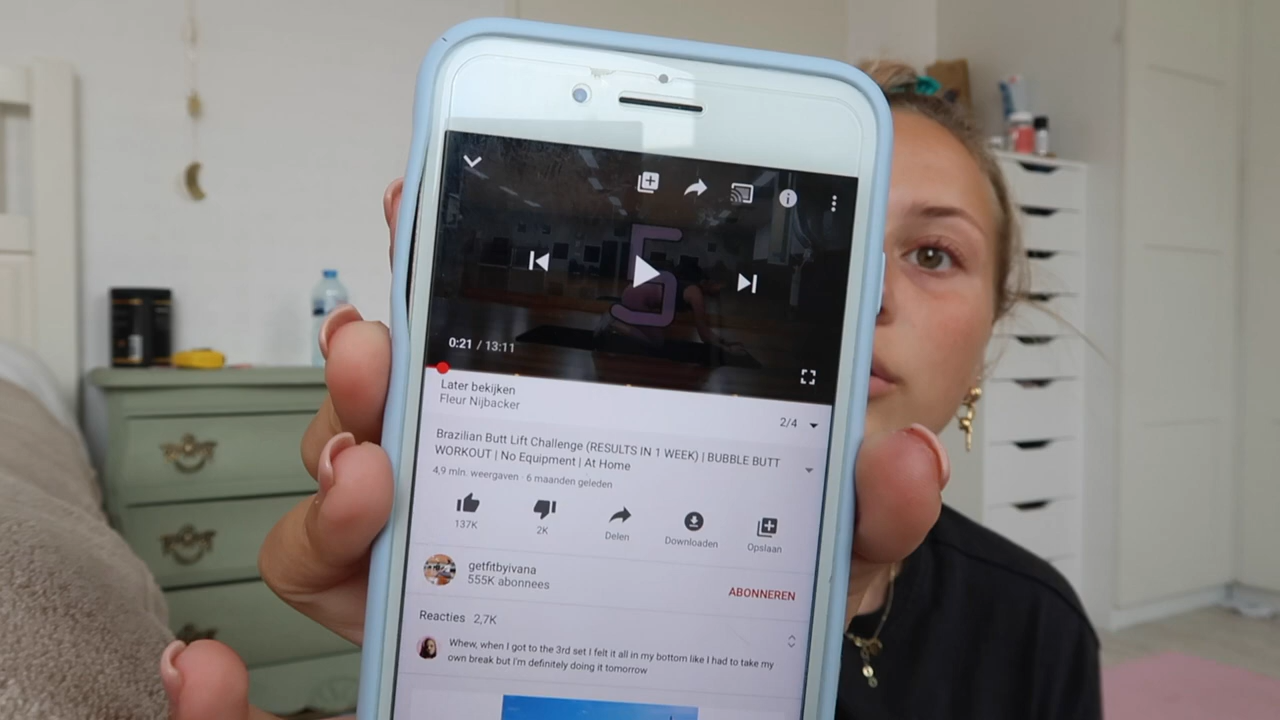 5
0:21 / 13:11
Later bekijken
Fleur Nijbacker
2/4
Brazilian Butt Lift Challenge (RESULTS IN 1 WEEK) | BUBBLE BUTT
WORKOUT | No Equipment | At Home
4,9 mln. weergaven · 6 maanden geleden
137K
2K
Delen
Downloaden
Opslaan
getfitbyivana
555K abonnees
ABONNEREN
Reacties 2,7K
Whew, when I got to the 3rd set I felt it all in my bottom like I had to take my
own break but I'm definitely doing it tomorrow